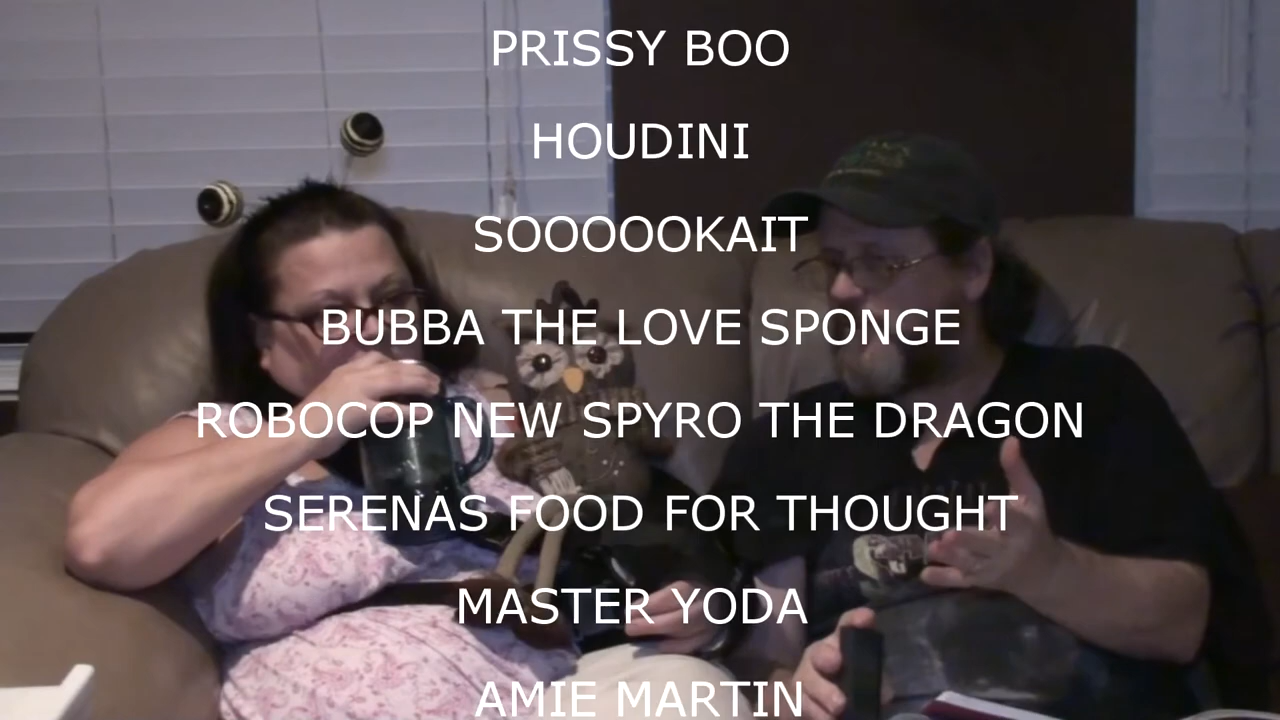 PRISSY BOO
HOUDINI
SOOOOOKAIT
BUBBA THE LOVE SPONGE
ROBOCOP NEW SPYRO THE DRAGON
SERENAS FOOD FOR THOUGHT
MASTER YODA
AMIE MARTIN